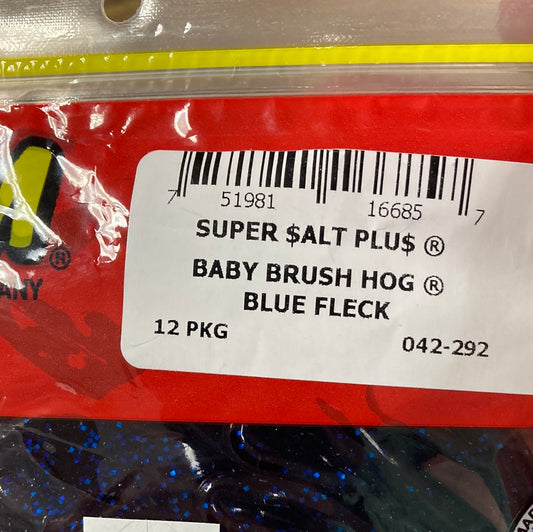 7 51981 16685 7
SUPER $ALT PLU$ ®
BABY BRUSH HOG ®
BLUE FLECK
12 PKG 042-292
®
ANY